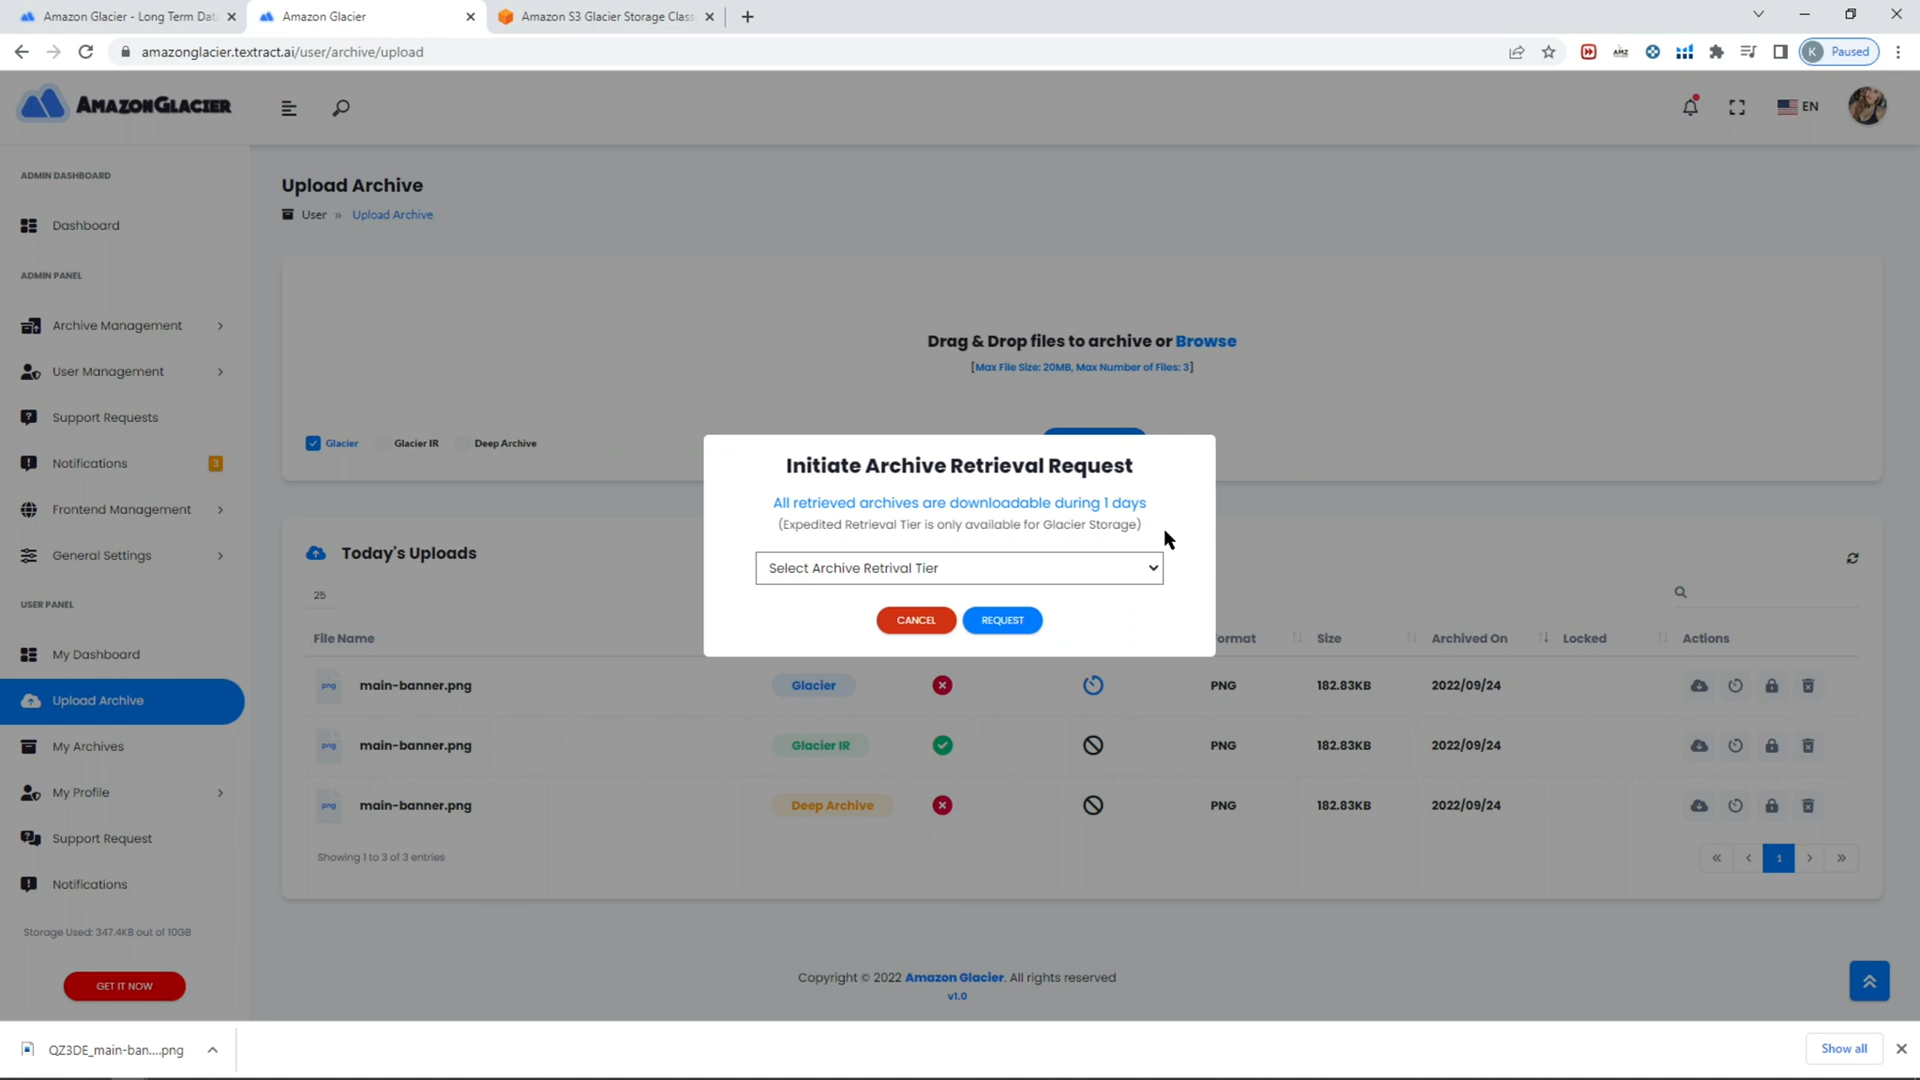 Amazon Glacier - Long Term Dat
Amazon Glacier
Amazon S3 Glacier Storage Class
amazonglacier.textract.ai/user/archive/upload
AMZ
K Paused
AMAZONGLACIER
EN
ADMIN DASHBOARD
Dashboard
ADMIN PANEL
Archive Management
User Management
Support Requests
Notifications 3
Frontend Management
General Settings
USER PANEL
My Dashboard
Upload Archive
My Archives
My Profile
Support Request
Notifications
Storage Used: 347.4KB out of 10GB
GET IT NOW
Upload Archive
User » Upload Archive
Drag & Drop files to archive or Browse
[Max File Size: 20MB, Max Number of Files: 3]
Glacier Glacier IR Deep Archive
Initiate Archive Retrieval Request
All retrieved archives are downloadable during 1 days
(Expedited Retrieval Tier is only available for Glacier Storage)
Select Archive Retrival Tier
CANCEL REQUEST
Today's Uploads
25
File Name ormat Size Archived On Locked Actions
png main-banner.png Glacier PNG 182.83KB 2022/09/24
png main-banner.png Glacier IR PNG 182.83KB 2022/09/24
png main-banner.png Deep Archive PNG 182.83KB 2022/09/24
Showing 1 to 3 of 3 entries
« ‹ 1 › »
Copyright © 2022 Amazon Glacier. All rights reserved
v1.0
QZ3DE_main-ban....png
Show all